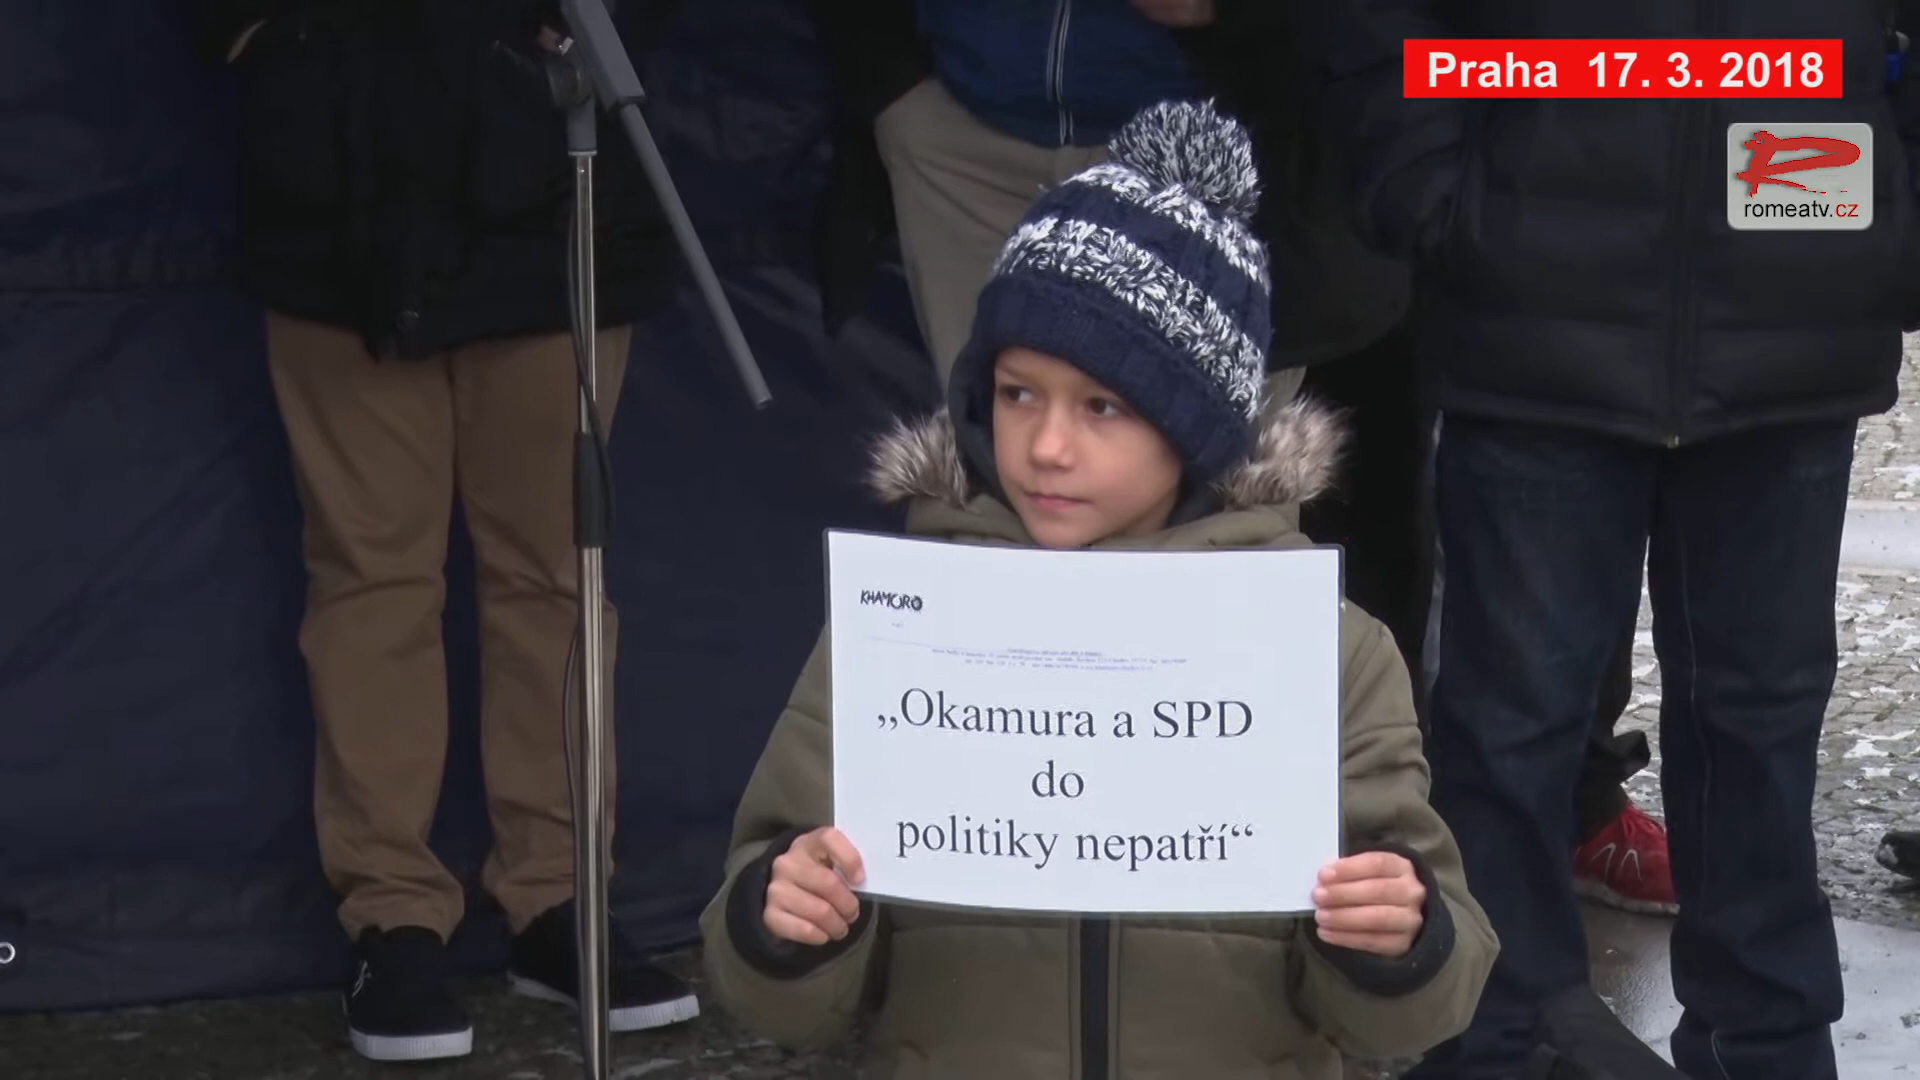 Praha 17. 3. 2018
romeatv.cz
KHAMORO
„Okamura a SPD
do
politiky nepatří“